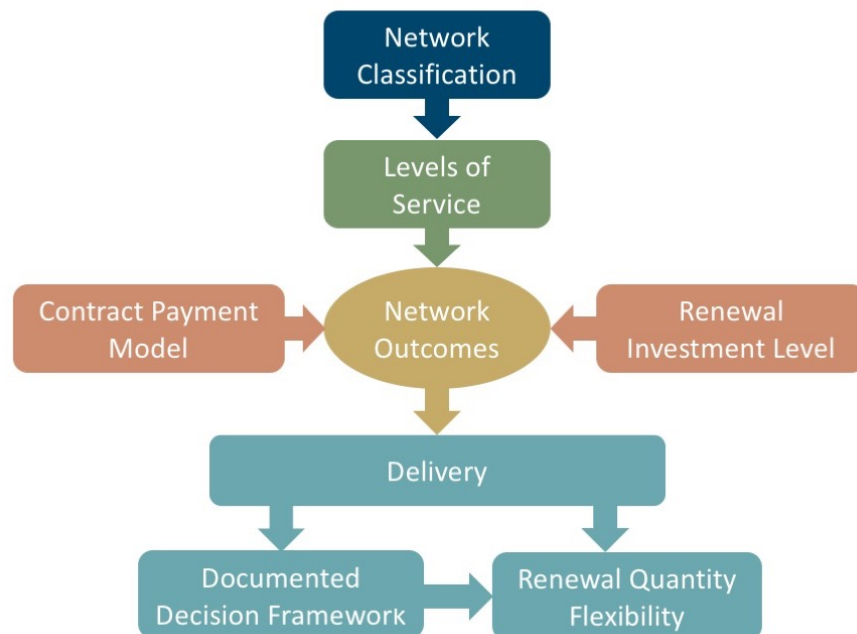 Network
Classification
Levels of
Service
Contract Payment
Model
Network
Outcomes
Renewal
Investment Level
Delivery
Documented
Decision Framework
Renewal Quantity
Flexibility